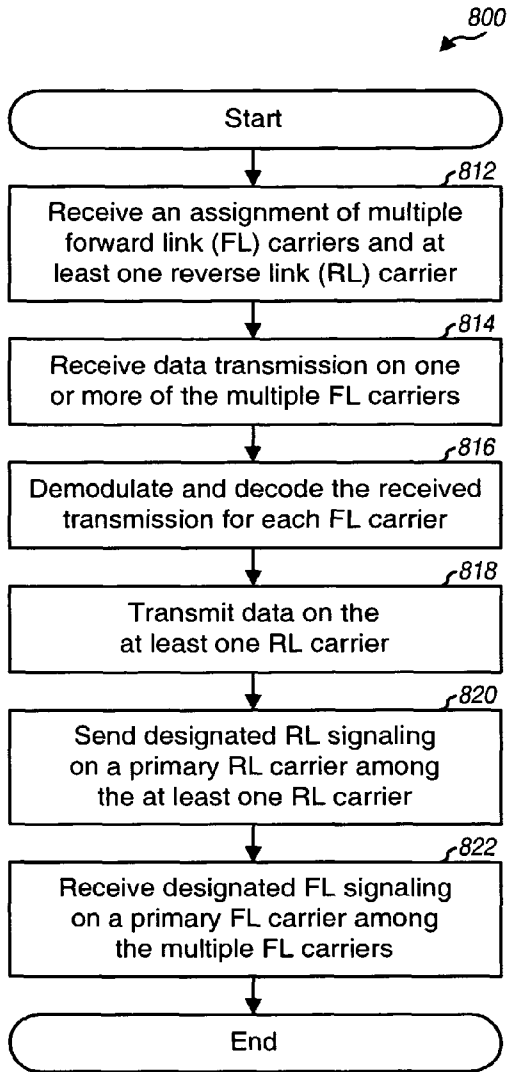 800
Start
812
Receive an assignment of multiple
forward link (FL) carriers and at
least one reverse link (RL) carrier
814
Receive data transmission on one
or more of the multiple FL carriers
816
Demodulate and decode the received
transmission for each FL carrier
818
Transmit data on the
at least one RL carrier
820
Send designated RL signaling
on a primary RL carrier among
the at least one RL carrier
822
Receive designated FL signaling
on a primary FL carrier among
the multiple FL carriers
End